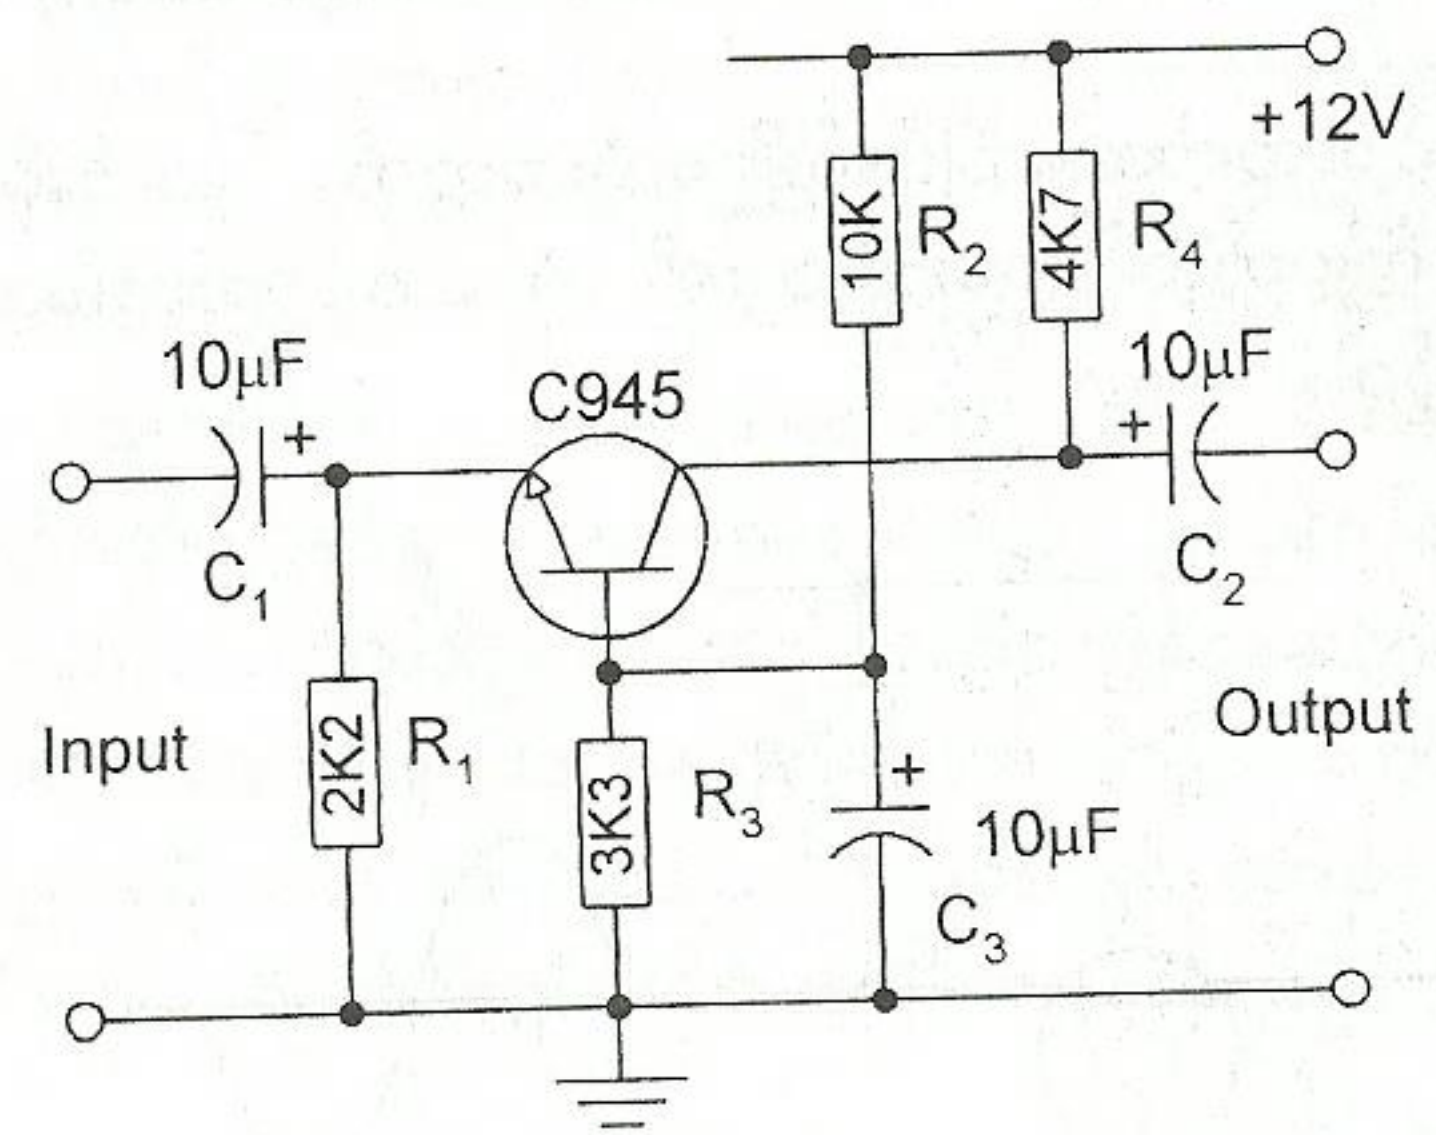 +12V
10K
R2
4K7
R4
10µF
+
C1
C945
10µF
+
C2
Input
2K2
R1
3K3
R3
+
10µF
C3
Output